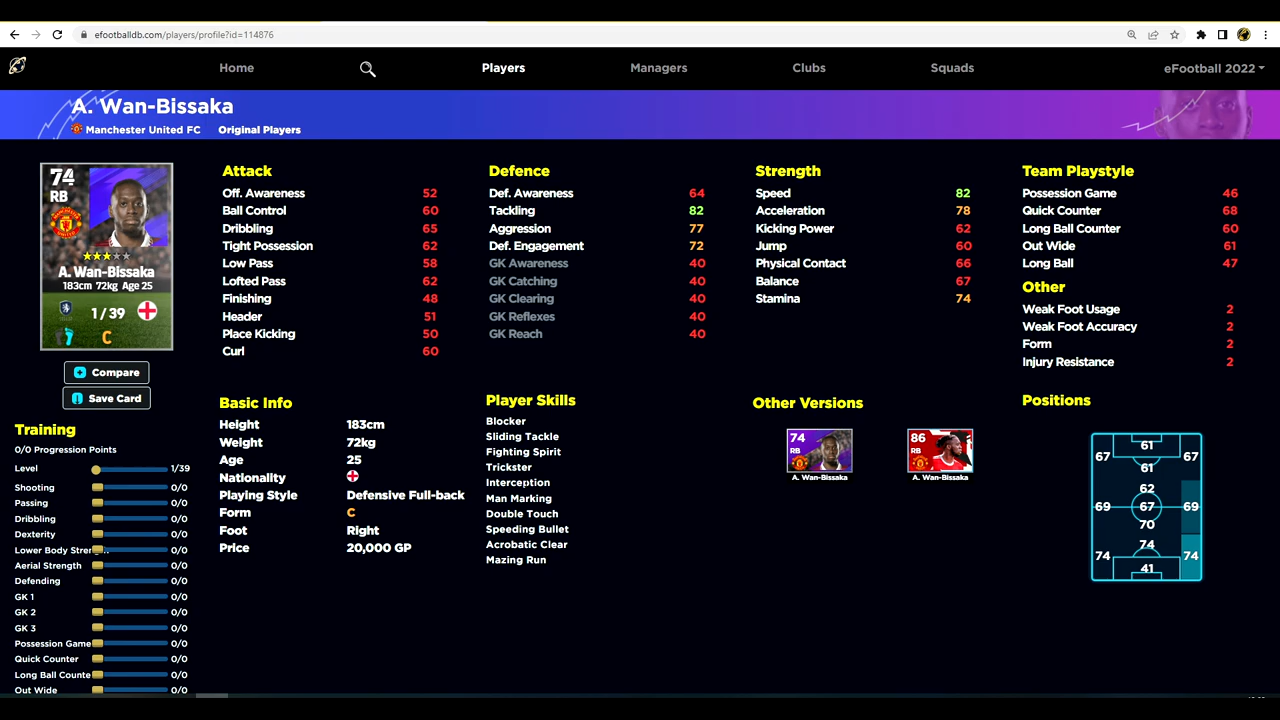 efootballdb.com/players/profile?id=114876
Home
Players
Managers
Clubs
Squads
eFootball 2022
A. Wan-Bissaka
Manchester United FC Original Players
74
RB
A. Wan-Bissaka
183cm 72kg Age 25
1 / 39
C
Compare
Save Card
Training
0/0 Progression Points
Level 1/39
Shooting 0/0
Passing 0/0
Dribbling 0/0
Dexterity 0/0
Lower Body Stren 0/0
Aerial Strength 0/0
Defending 0/0
GK 1 0/0
GK 2 0/0
GK 3 0/0
Possession Game 0/0
Quick Counter 0/0
Long Ball Counte 0/0
Out Wide 0/0
Attack
Off. Awareness 52
Ball Control 60
Dribbling 65
Tight Possession 62
Low Pass 58
Lofted Pass 62
Finishing 48
Header 51
Place Kicking 50
Curl 60
Defence
Def. Awareness 64
Tackling 82
Aggression 77
Def. Engagement 72
GK Awareness 40
GK Catching 40
GK Clearing 40
GK Reflexes 40
GK Reach 40
Strength
Speed 82
Acceleration 78
Kicking Power 62
Jump 60
Physical Contact 66
Balance 67
Stamina 74
Team Playstyle
Possession Game 46
Quick Counter 68
Long Ball Counter 60
Out Wide 61
Long Ball 47
Other
Weak Foot Usage 2
Weak Foot Accuracy 2
Form 2
Injury Resistance 2
Basic Info
Height 183cm
Weight 72kg
Age 25
Nationality
Playing Style Defensive Full-back
Form C
Foot Right
Price 20,000 GP
Player Skills
Blocker
Sliding Tackle
Fighting Spirit
Trickster
Interception
Man Marking
Double Touch
Speeding Bullet
Acrobatic Clear
Mazing Run
Other Versions
74
RB
A. Wan-Bissaka
86
RB
A. Wan-Bissaka
Positions
61
67 67
61
62
69 67 69
70
74
74 74
41